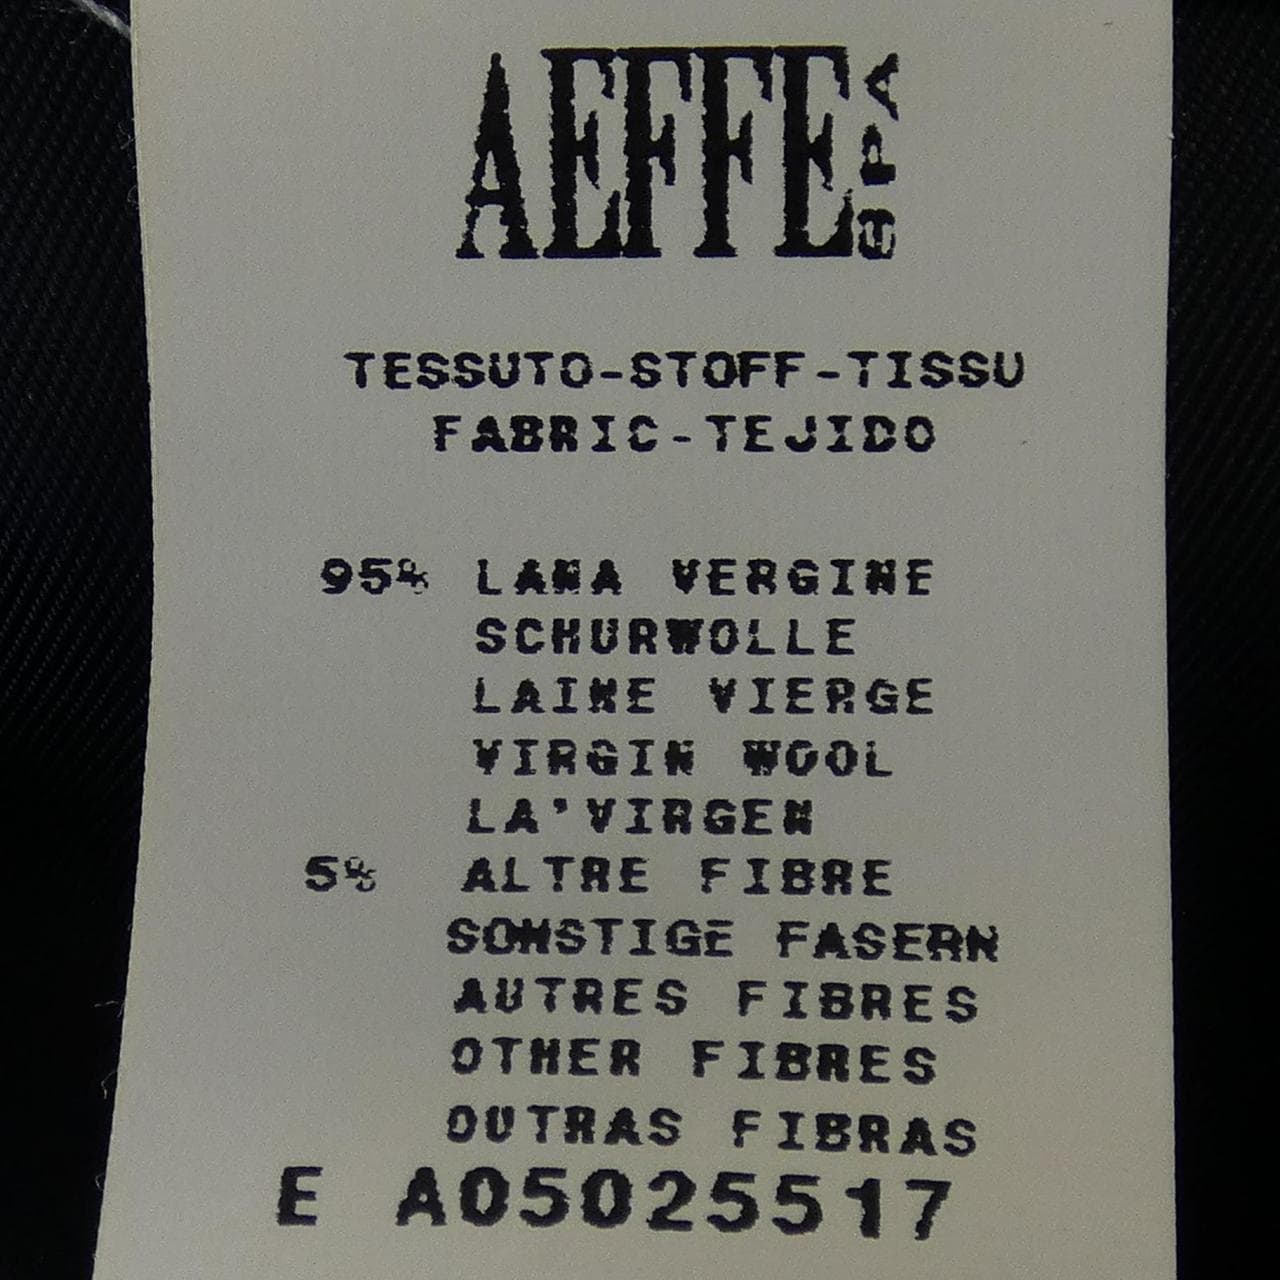 AEFFE SPA
TESSUTO-STOFF-TISSU
FABRIC-TEJIDO
95% LANA VERGINE
SCHURWOLLE
LAINE VIERGE
VIRGIN WOOL
LA'VIRGEN
5% ALTRE FIBRE
SONSTIGE FASERN
AUTRES FIBRES
OTHER FIBRES
OUTRAS FIBRAS
E A05025517